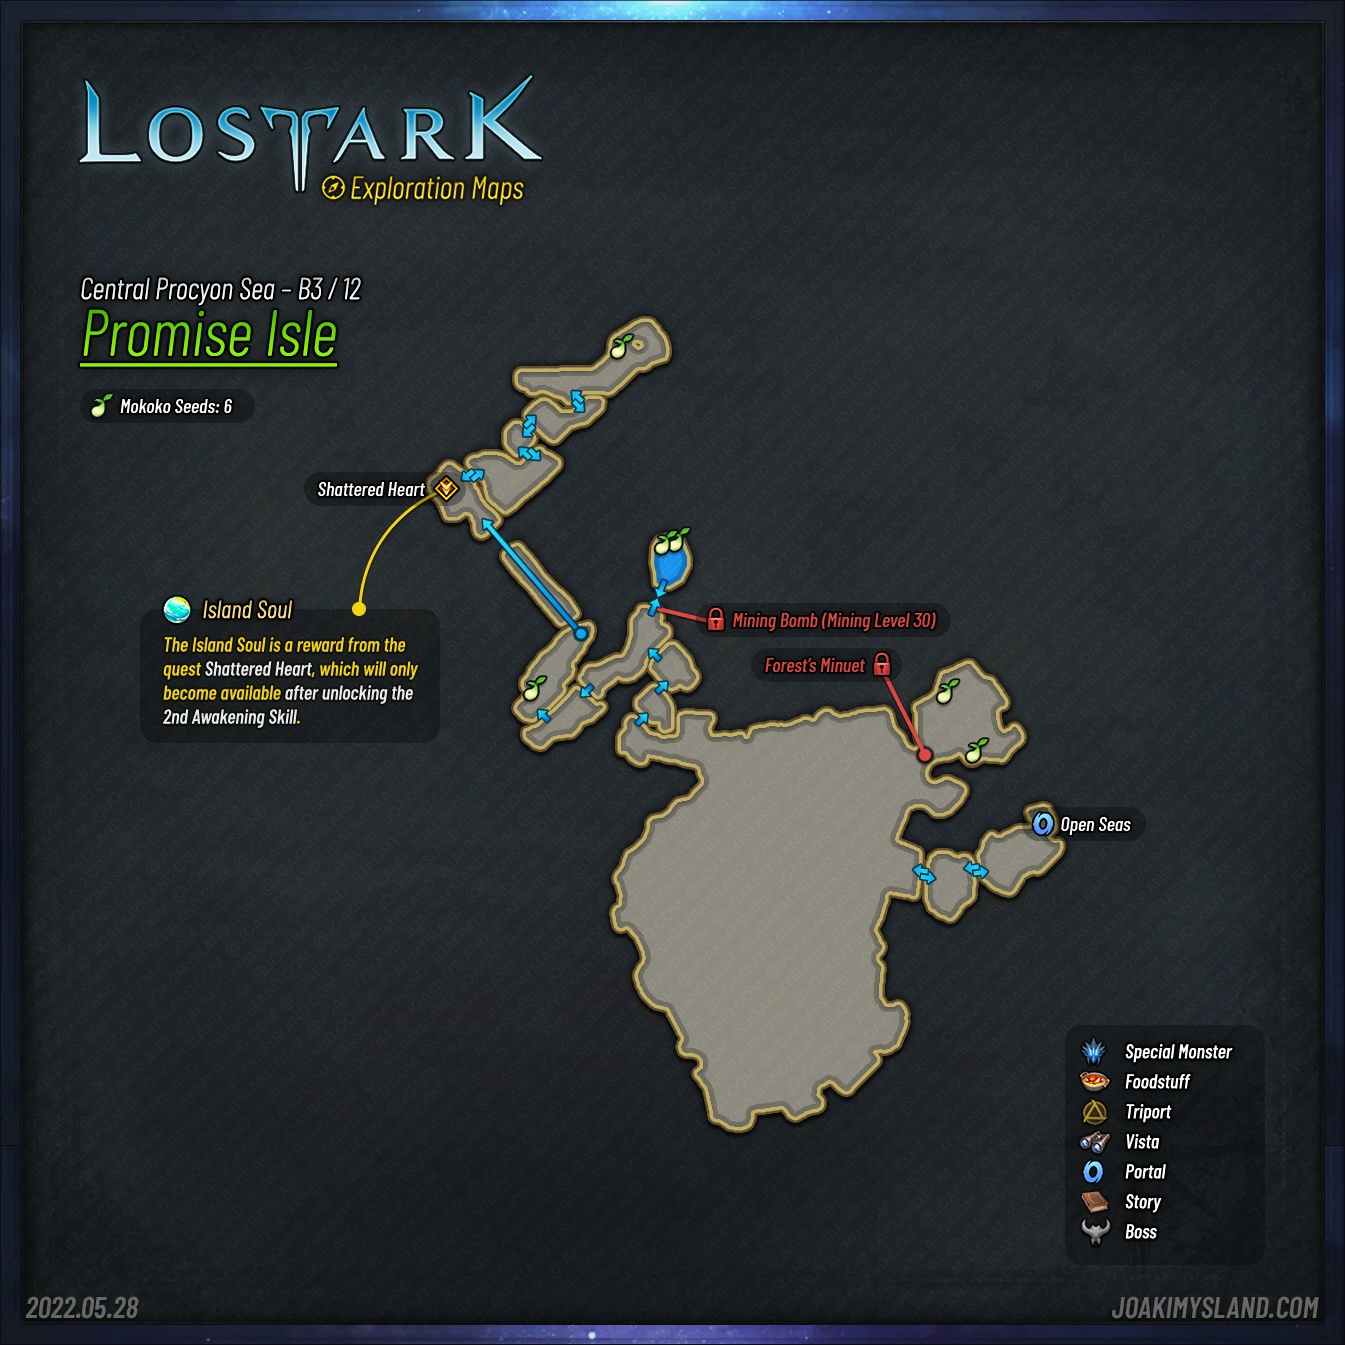 LOSTARK
Exploration Maps
Central Procyon Sea – B3 / 12
Promise Isle
Mokoko Seeds: 6
Shattered Heart
Island Soul
The Island Soul is a reward from the
quest Shattered Heart, which will only
become available after unlocking the
2nd Awakening Skill.
Mining Bomb (Mining Level 30)
Forest's Minuet
Open Seas
Special Monster
Foodstuff
Triport
Vista
Portal
Story
Boss
2022.05.28
JOAKIMYSLAND.COM